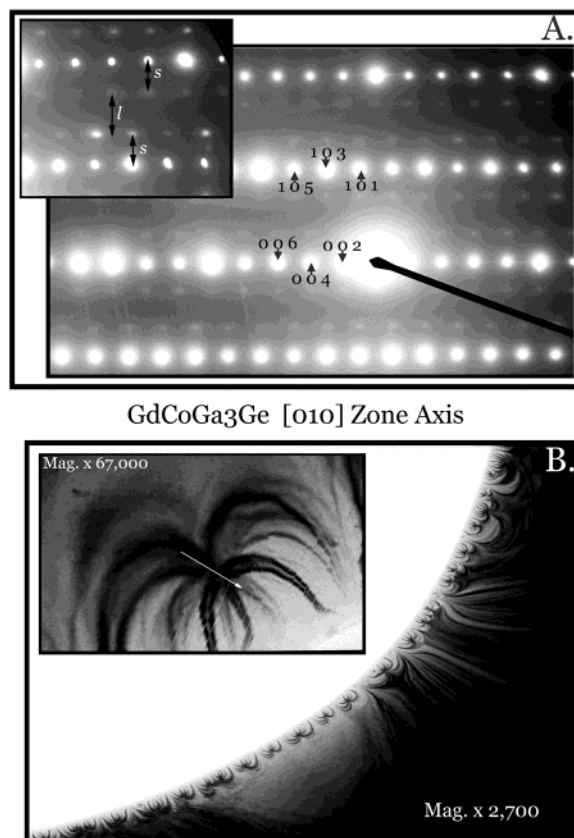 A.
s
l
s
1 0 3
1 0 5
1 0 1
0 0 6
0 0 2
0 0 4
GdCoGa3Ge [010] Zone Axis
B.
Mag. x 67,000
Mag. x 2,700